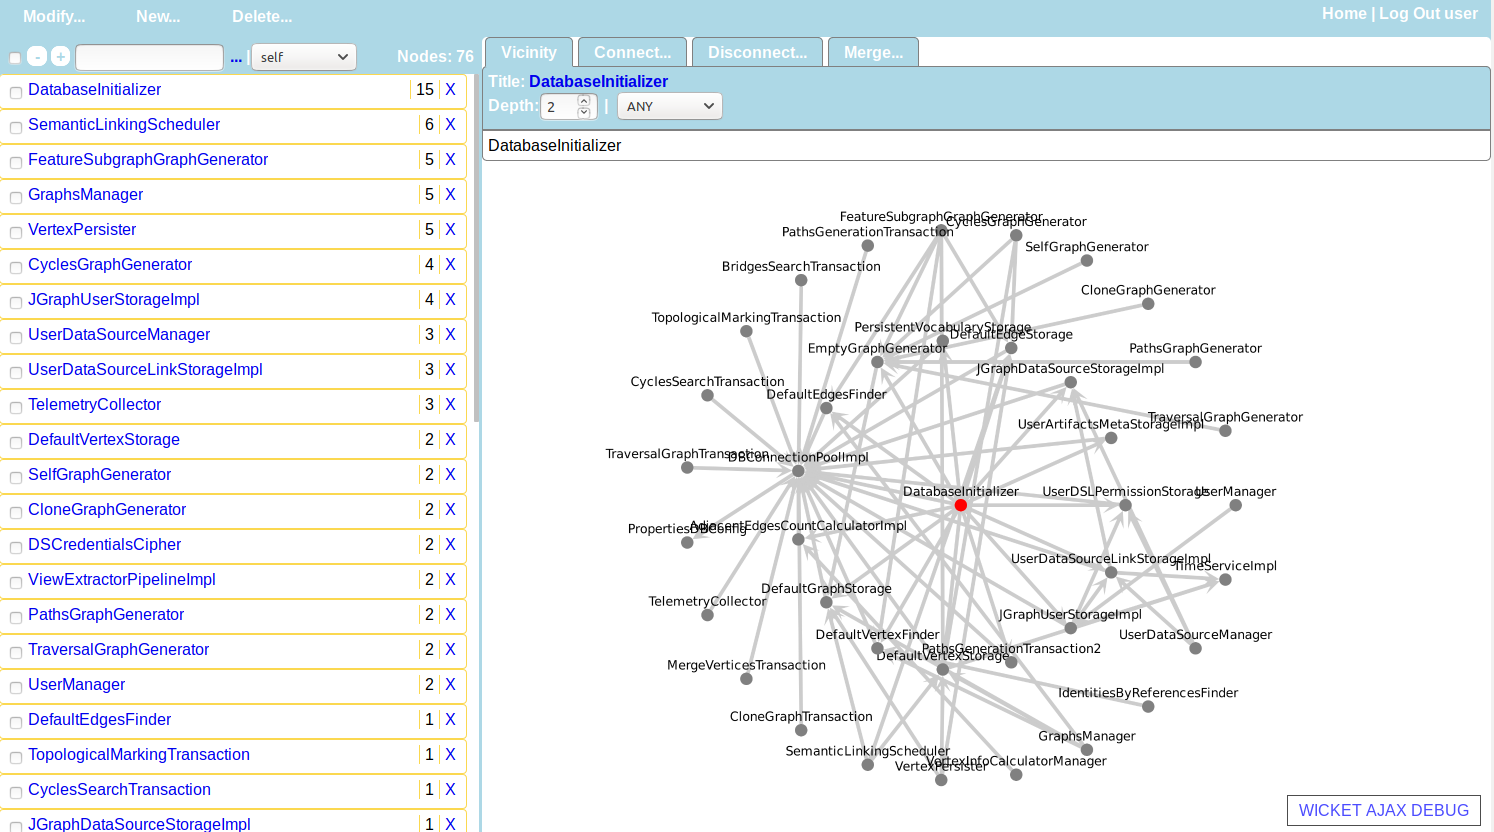 Modify... New... Delete...
Home | Log Out user
- + ... | self Nodes: 76
DatabaseInitializer 15 X
SemanticLinkingScheduler 6 X
FeatureSubgraphGraphGenerator 5 X
GraphsManager 5 X
VertexPersister 5 X
CyclesGraphGenerator 4 X
JGraphUserStorageImpl 4 X
UserDataSourceManager 3 X
UserDataSourceLinkStorageImpl 3 X
TelemetryCollector 3 X
DefaultVertexStorage 2 X
SelfGraphGenerator 2 X
CloneGraphGenerator 2 X
DSCredentialsCipher 2 X
ViewExtractorPipelineImpl 2 X
PathsGraphGenerator 2 X
TraversalGraphGenerator 2 X
UserManager 2 X
DefaultEdgesFinder 1 X
TopologicalMarkingTransaction 1 X
CyclesSearchTransaction 1 X
JGraphDataSourceStorageImpl 1 X
Vicinity Connect... Disconnect... Merge...
Title: DatabaseInitializer
Depth: 2 | ANY
DatabaseInitializer
FeatureSubgraphGraphGenerator
CyclesGraphGenerator
PathsGenerationTransaction
SelfGraphGenerator
BridgesSearchTransaction
CloneGraphGenerator
TopologicalMarkingTransaction
PersistentVocabularyStorage
DefaultEdgeStorage
EmptyGraphGenerator
PathsGraphGenerator
JGraphDataSourceStorageImpl
CyclesSearchTransaction
DefaultEdgesFinder
TraversalGraphGenerator
UserArtifactsMetaStorageImpl
TraversalGraphTransaction
DBConnectionPoolImpl
DatabaseInitializer
UserDSLPermissionStorage
UserManager
PropertiesDBConfig
AdjacentEdgesCountCalculatorImpl
UserDataSourceLinkStorageImpl
TimeServiceImpl
DefaultGraphStorage
TelemetryCollector
JGraphUserStorageImpl
DefaultVertexFinder
UserDataSourceManager
PathsGenerationTransaction2
DefaultVertexStorage
MergeVerticesTransaction
IdentitiesByReferencesFinder
CloneGraphTransaction
GraphsManager
SemanticLinkingScheduler
VertexInfoCalculatorManager
VertexPersister
WICKET AJAX DEBUG